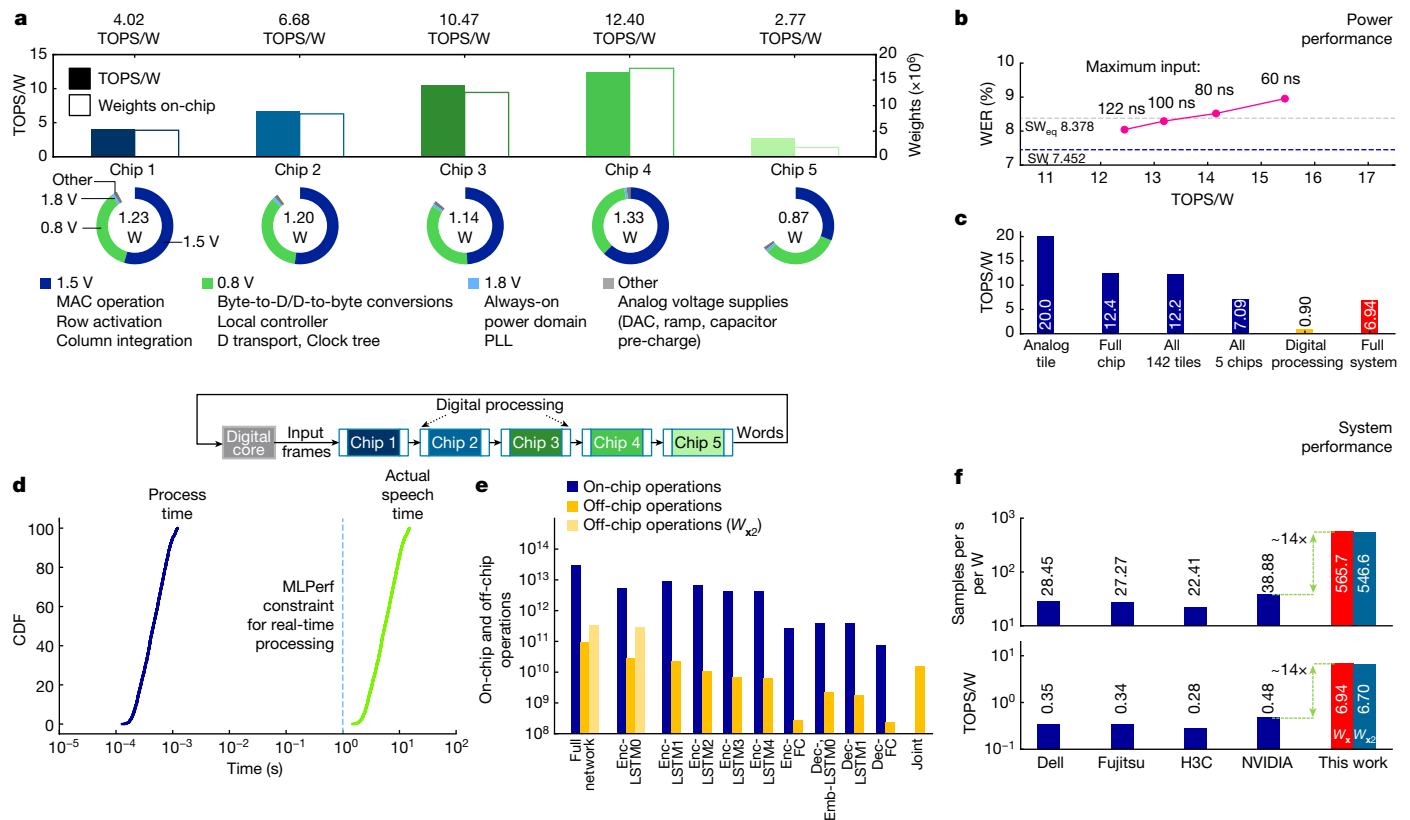 a
4.02
TOPS/W
6.68
TOPS/W
10.47
TOPS/W
12.40
TOPS/W
2.77
TOPS/W
15
10
5
0
TOPS/W
20
15
10
5
0
Weights (×10⁶)
TOPS/W
Weights on-chip
Chip 1
Chip 2
Chip 3
Chip 4
Chip 5
Other
1.8 V
0.8 V
1.5 V
1.23
W
1.20
W
1.14
W
1.33
W
0.87
W
1.5 V
MAC operation
Row activation
Column integration
0.8 V
Byte-to-D/D-to-byte conversions
Local controller
D transport, Clock tree
1.8 V
Always-on
power domain
PLL
Other
Analog voltage supplies
(DAC, ramp, capacitor
pre-charge)
b
Power
performance
WER (%)
10
9
8
7
Maximum input:
122 ns
100 ns
80 ns
60 ns
SWeq 8.378
SW 7.452
11 12 13 14 15 16 17
TOPS/W
c
TOPS/W
20
15
10
5
0
20.0
12.4
12.2
7.09
0.90
6.94
Analog
tile
Full
chip
All
142 tiles
All
5 chips
Digital
processing
Full
system
Digital processing
Digital
core
Input
frames
Chip 1
Chip 2
Chip 3
Chip 4
Chip 5
Words
System
performance
d
Process
time
Actual
speech
time
CDF
100
80
60
40
20
0
MLPerf
constraint
for real-time
processing
10⁻⁵ 10⁻⁴ 10⁻³ 10⁻² 10⁻¹ 10⁰ 10¹ 10²
Time (s)
e
On-chip operations
Off-chip operations
Off-chip operations (Wx2)
On-chip and off-chip
operations
10¹⁴
10¹³
10¹²
10¹¹
10¹⁰
10⁹
10⁸
Full
network
Enc-
LSTM0
Enc-
LSTM1
Enc-
LSTM2
Enc-
LSTM3
Enc-
LSTM4
Enc-
FC
Dec-
Emb-LSTM0
Dec-
LSTM1
Dec-
FC
Joint
f
Samples per s
per W
10³
10²
10¹
28.45
27.27
22.41
38.88
~14×
565.7
546.6
TOPS/W
10¹
10⁰
10⁻¹
0.35
0.34
0.28
0.48
~14×
6.94
6.70
Wx
Wx2
Dell
Fujitsu
H3C
NVIDIA
This work